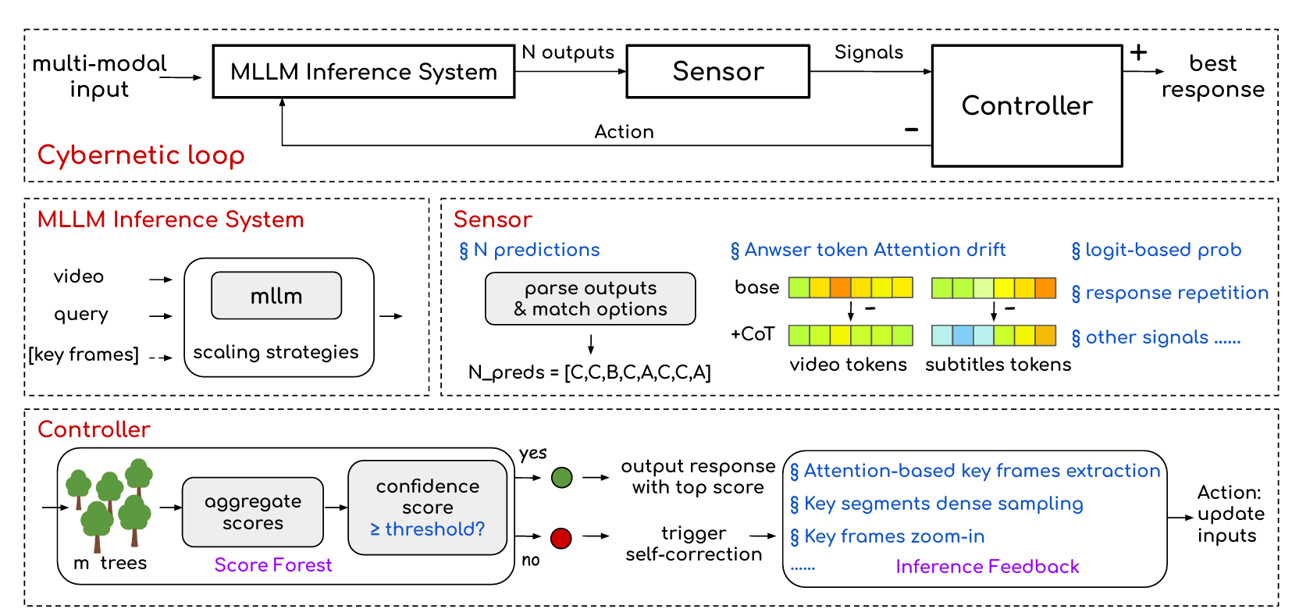 multi-modal
input
MLLM Inference System
N outputs
Sensor
Signals
Controller
+
best
response
Action
−
Cybernetic loop
MLLM Inference System
video
query
[key frames]
mllm
scaling strategies
Sensor
§ N predictions
parse outputs
& match options
N_preds = [C,C,B,C,A,C,C,A]
§ Anwser token Attention drift
base
−
−
+CoT
video tokens
subtitles tokens
§ logit-based prob
§ response repetition
§ other signals ......
Controller
m trees
aggregate
scores
Score Forest
confidence
score
≥ threshold?
yes
no
output response
with top score
trigger
self-correction
§ Attention-based key frames extraction
§ Key segments dense sampling
§ Key frames zoom-in
......
Inference Feedback
Action:
update
inputs